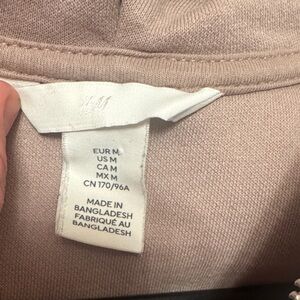 H&M
EUR M
US M
CA M
MX M
CN 170/96A
MADE IN
BANGLADESH
FABRIQUÉ AU
BANGLADESH